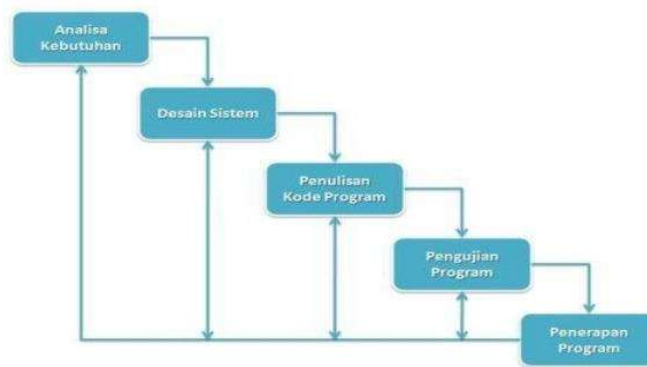 Analisa
Kebutuhan
Desain Sistem
Penulisan
Kode Program
Pengujian
Program
Penerapan
Program